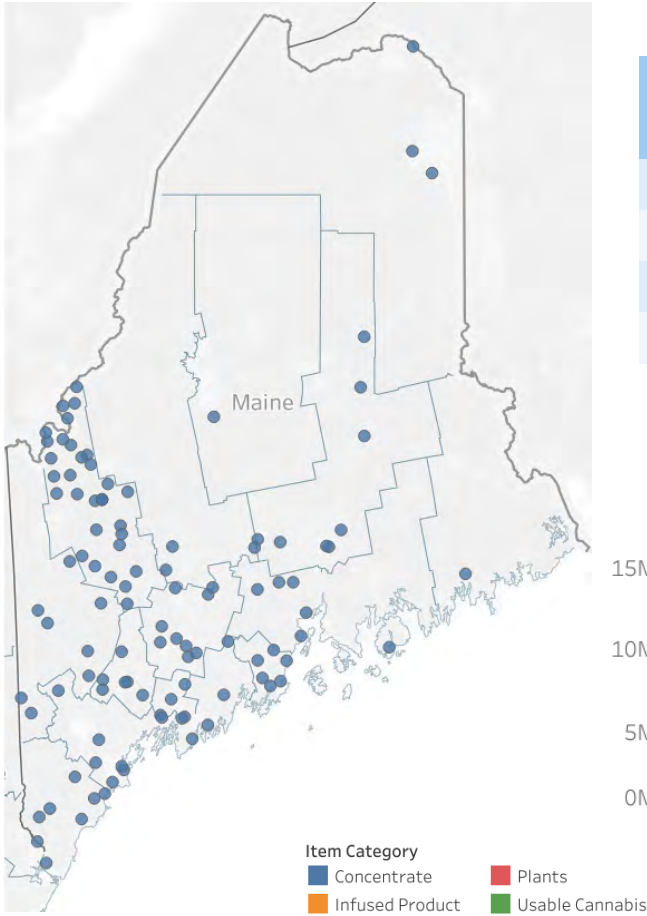 Maine
15M
10M
5M
0M
Item Category
Concentrate
Plants
Infused Product
Usable Cannabis